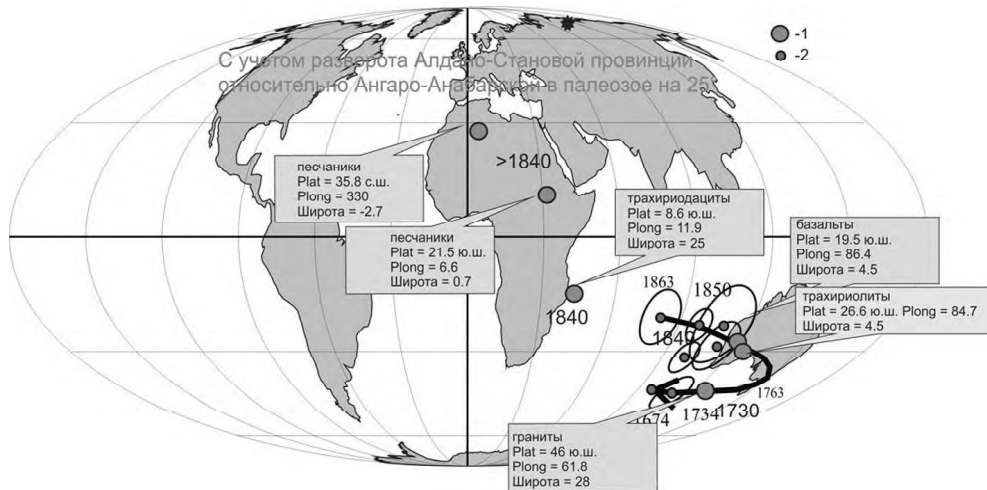 -1
-2
С учетом разворота Алдано-Становой провинции
относительно Ангаро-Анабарской в палеозое на 25
песчаники
Plat = 35.8 с.ш.
Plong = 330
Широта = -2.7
>1840
песчаники
Plat = 21.5 ю.ш.
Plong = 6.6
Широта = 0.7
трахириодациты
Plat = 8.6 ю.ш.
Plong = 11.9
Широта = 25
1840
базальты
Plat = 19.5 ю.ш.
Plong = 86.4
Широта = 4.5
трахириолиты
Plat = 26.6 ю.ш. Plong = 84.7
Широта = 4.5
1863
1850
1840
1763
1674
1734
1730
граниты
Plat = 46 ю.ш.
Plong = 61.8
Широта = 28